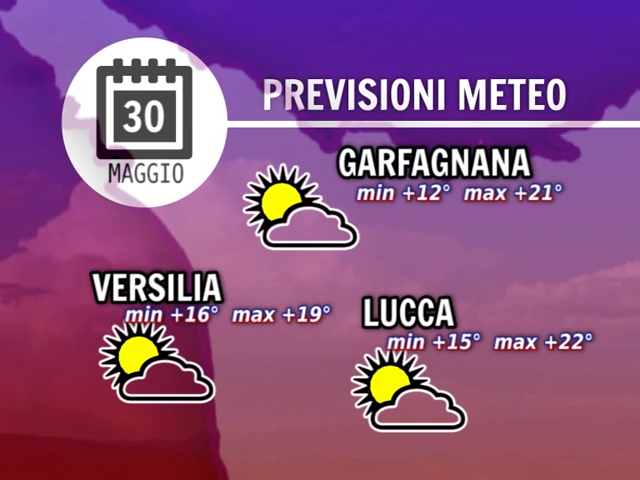 30
MAGGIO
PREVISIONI METEO
GARFAGNANA
min +12° max +21°
VERSILIA
min +16° max +19°
LUCCA
min +15° max +22°